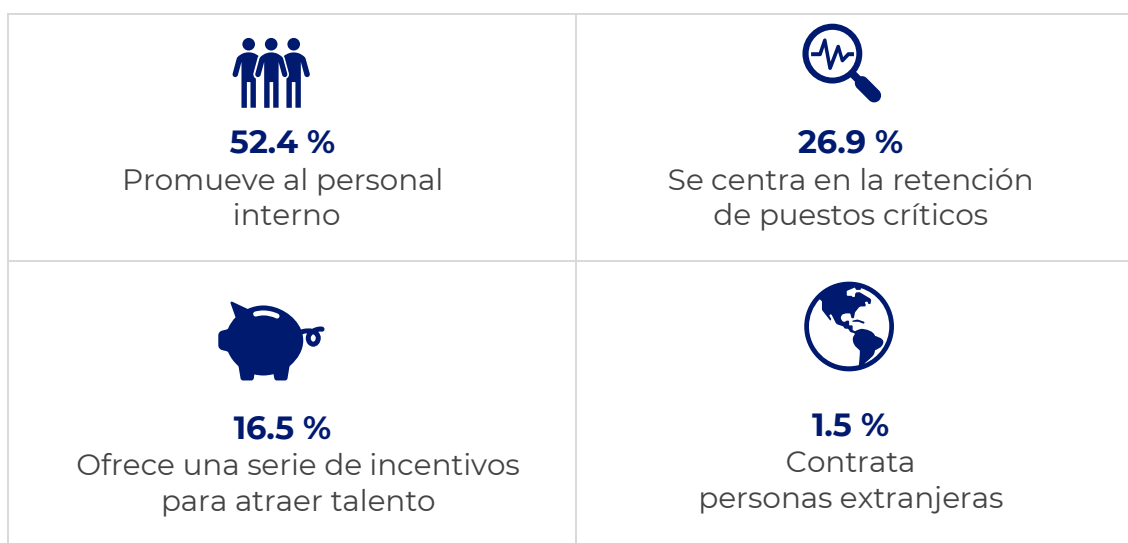 52.4 %
Promueve al personal
interno
26.9 %
Se centra en la retención
de puestos críticos
16.5 %
Ofrece una serie de incentivos
para atraer talento
1.5 %
Contrata
personas extranjeras